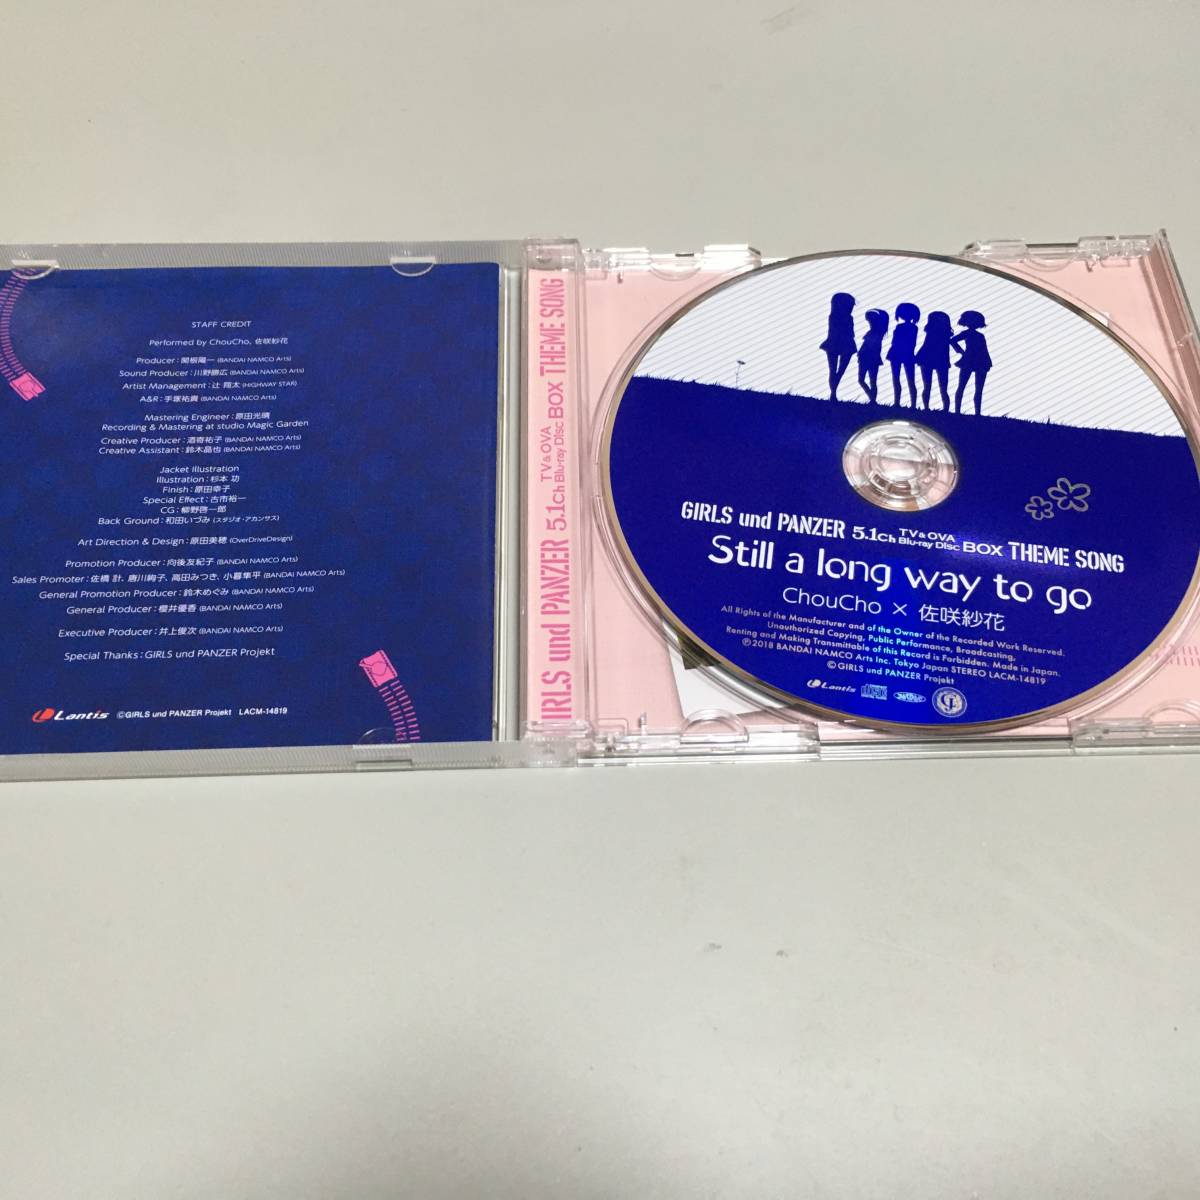 STAFF CREDIT
Performed by ChouCho, 佐咲紗花
Producer：関根陽一 (BANDAI NAMCO Arts)
Sound Producer：川野勝広 (BANDAI NAMCO Arts)
Artist Management：辻 翔太 (HIGHWAY STAR)
A&R：手塚祐貴 (BANDAI NAMCO Arts)
Mastering Engineer：原田光晴
Recording & Mastering at studio Magic Garden
Creative Producer：酒寄祐子 (BANDAI NAMCO Arts)
Creative Assistant：鈴木晶也 (BANDAI NAMCO Arts)
Jacket Illustration
Illustration：杉本 功
Finish：原田幸子
Special Effect：古市裕一
CG：柳野啓一郎
Back Ground：和田いづみ (スタジオ・アカンサス)
Art Direction & Design：原田美穂 (OverDriveDesign)
Promotion Producer：向後友紀子 (BANDAI NAMCO Arts)
Sales Promoter：佐橋 計, 唐川絢子, 高田みつき, 小暮隼平 (BANDAI NAMCO Arts)
General Promotion Producer：鈴木めぐみ (BANDAI NAMCO Arts)
General Producer：櫻井優香 (BANDAI NAMCO Arts)
Executive Producer：井上俊次 (BANDAI NAMCO Arts)
Special Thanks：GIRLS und PANZER Projekt
Lantis ©GIRLS und PANZER Projekt LACM-14819
GIRLS und PANZER 5.1ch TV & OVA Blu-ray Disc BOX THEME SONG
GIRLS und PANZER 5.1ch TV & OVA Blu-ray Disc BOX THEME SONG
Still a long way to go
ChouCho × 佐咲紗花
All Rights of the Manufacturer and of the Owner of the Recorded Work Reserved.
Unauthorized Copying, Public Performance, Broadcasting,
Renting and Making Transmittable of this Record is Forbidden. Made in Japan.
℗2018 BANDAI NAMCO Arts Inc. Tokyo Japan STEREO LACM-14819
©GIRLS und PANZER Projekt
Lantis